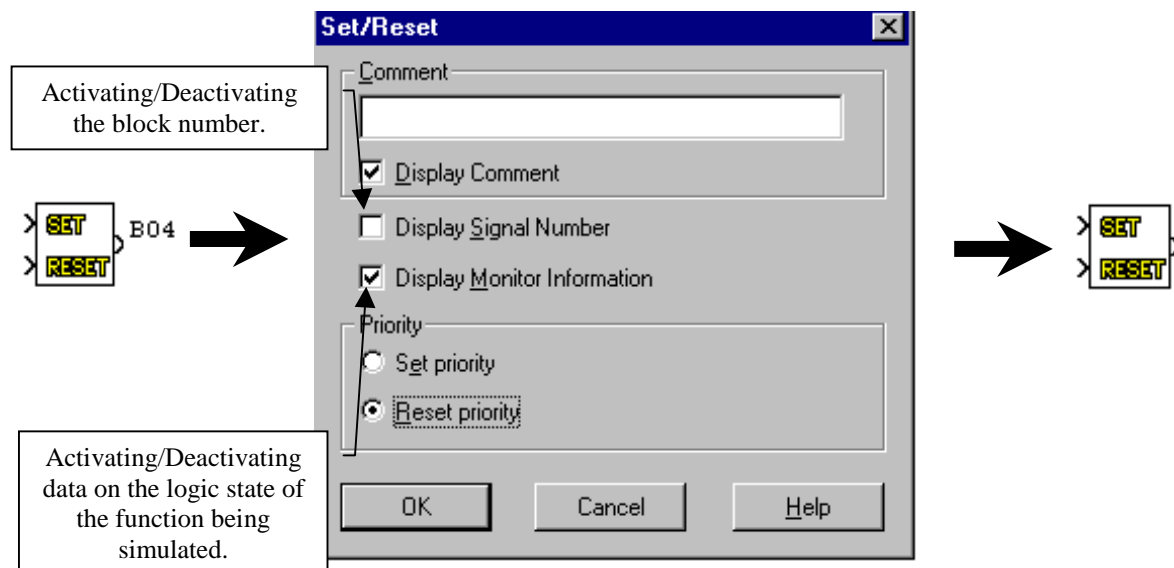 Set/Reset
Comment
Activating/Deactivating
the block number.
Display Comment
SET
RESET
B04
Display Signal Number
Display Monitor Information
SET
RESET
Priority
Set priority
Reset priority
Activating/Deactivating
data on the logic state of
the function being
simulated.
OK
Cancel
Help